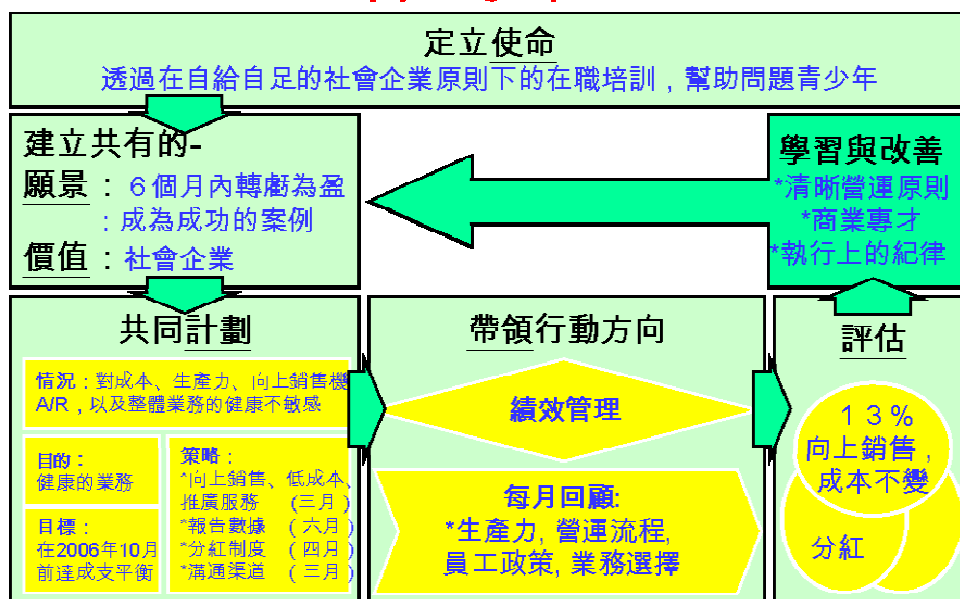 定立使命
透過在自給自足的社會企業原則下的在職培訓，幫助問題青少年
建立共有的-
願景：６個月內轉虧為盈
：成為成功的案例
價值：社會企業
學習與改善
*清晰營運原則
*商業專才
*執行上的紀律
共同計劃
情況：對成本、生產力、向上銷售機
A/R，以及整體業務的健康不敏感
目的：
健康的業務
目標：
在2006年10月
前達成支平衡
策略：
*向上銷售、低成本、
推廣服務 (三月)
*報告數據 (六月)
*分紅制度 (四月)
*溝通渠道 (三月)
帶領行動方向
績效管理
每月回顧:
*生產力, 營運流程,
員工政策, 業務選擇
評估
１３%
向上銷售，
成本不變
分紅